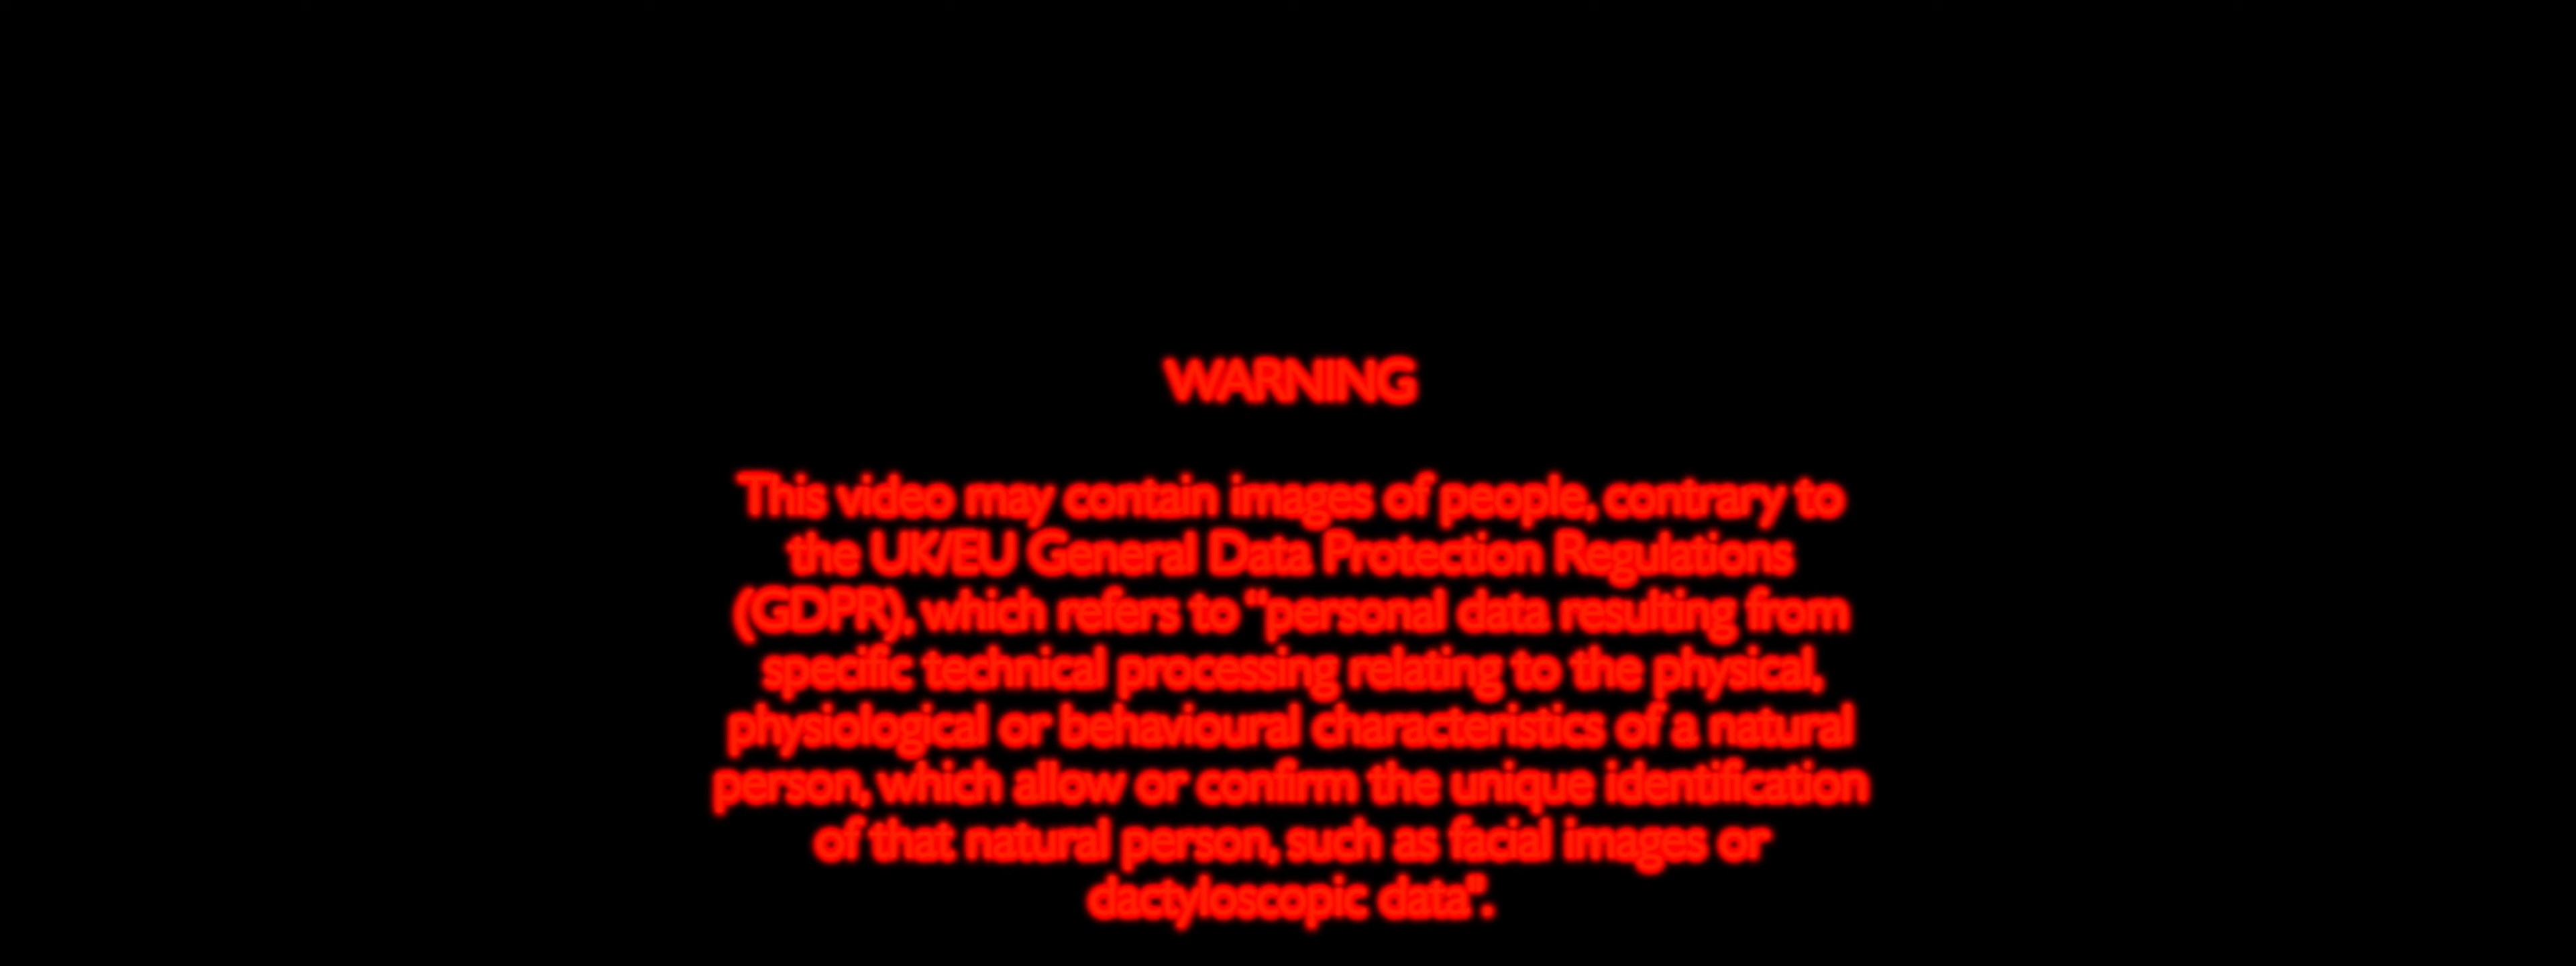 WARNING
This video may contain images of people, contrary to
the UK/EU General Data Protection Regulations
(GDPR), which refers to "personal data resulting from
specific technical processing relating to the physical,
physiological or behavioural characteristics of a natural
person, which allow or confirm the unique identification
of that natural person, such as facial images or
dactyloscopic data".